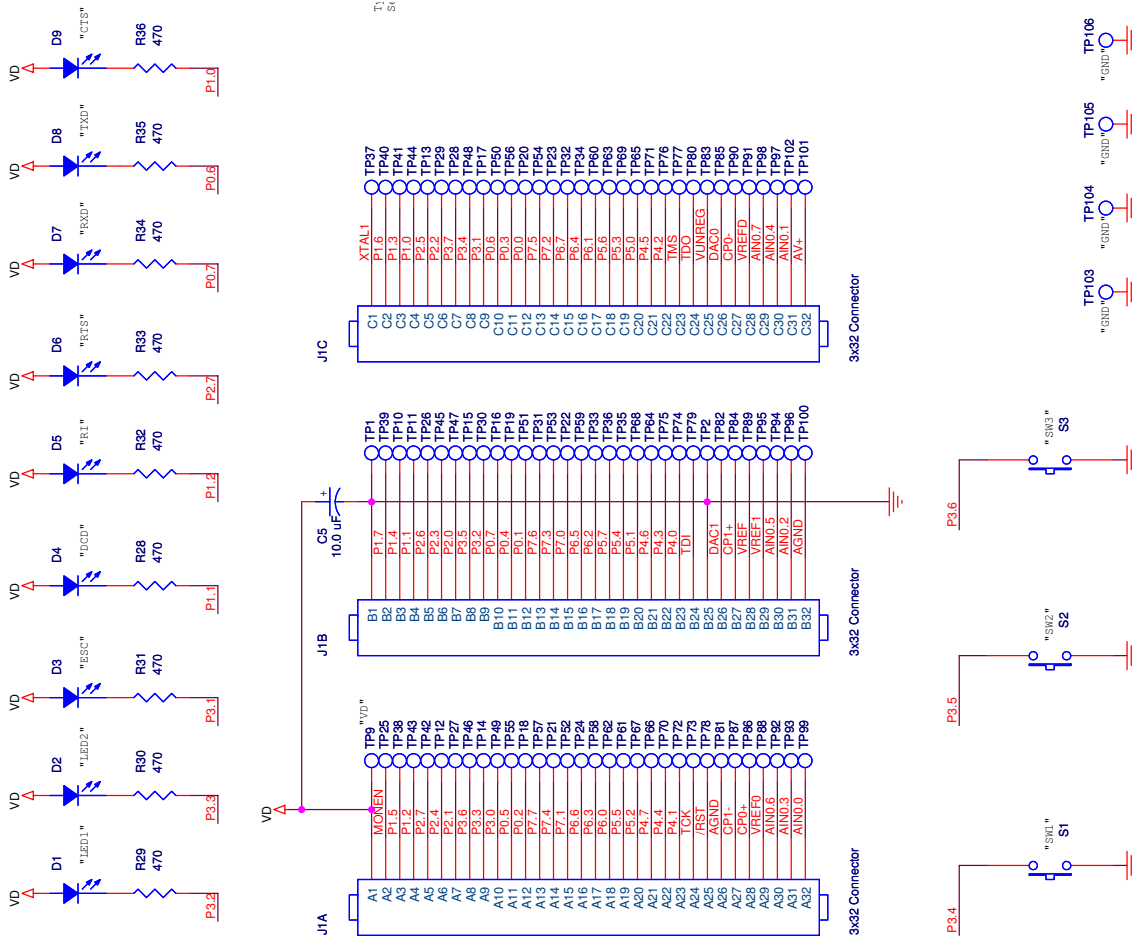 VD VD VD VD VD VD VD VD VD
D1 D2 D3 D4 D5 D6 D7 D8 D9
"LED1" "LED2" "ESC" "DCD" "RI" "RTS" "RXD" "TXD" "CTS"
R29 R30 R31 R28 R32 R33 R34 R35 R36
470 470 470 470 470 470 470 470 470
P3.2 P3.3 P3.1 P1.1 P1.2 P2.7 P0.7 P0.6 P1.0
VD
C5
+
10.0 uF
J1A
A1 TP9 "VD"
A2 MONEN TP25
A3 P1.5 TP38
A4 P1.2 TP43
A5 P2.7 TP42
A6 P2.4 TP12
A7 P2.1 TP27
A8 P3.6 TP46
A9 P3.3 TP14
A10 P3.0 TP49
A11 P0.5 TP55
A12 P0.2 TP18
A13 P7.7 TP57
A14 P7.4 TP21
A15 P7.1 TP52
A16 P6.6 TP24
A17 P6.3 TP58
A18 P6.0 TP62
A19 P5.5 TP61
A20 P5.2 TP67
A21 P4.7 TP66
A22 P4.4 TP70
A23 P4.1 TP72
A24 TCK TP73
A25 /RST TP78
A26 AGND TP81
A27 CP1- TP87
A28 CP0+ TP86
A29 VREF0 TP88
A30 AIN0.6 TP92
A31 AIN0.3 TP93
A32 AIN0.0 TP99
3x32 Connector
J1B
B1 TP1
B2 P1.7 TP39
B3 P1.4 TP10
B4 P1.1 TP11
B5 P2.6 TP26
B6 P2.3 TP45
B7 P2.0 TP47
B8 P3.5 TP15
B9 P3.2 TP30
B10 P0.7 TP16
B11 P0.4 TP19
B12 P0.1 TP51
B13 P7.6 TP31
B14 P7.3 TP53
B15 P7.0 TP22
B16 P6.5 TP59
B17 P6.2 TP33
B18 P5.7 TP36
B19 P5.4 TP35
B20 P5.1 TP68
B21 P4.6 TP64
B22 P4.3 TP75
B23 P4.0 TP74
B24 TDI TP79
B25 TP2
B26 DAC1 TP82
B27 CP1+ TP84
B28 VREF TP89
B29 VREF1 TP95
B30 AIN0.5 TP94
B31 AIN0.2 TP96
B32 AGND TP100
3x32 Connector
J1C
C1 XTAL1 TP37
C2 P1.6 TP40
C3 P1.3 TP41
C4 P1.0 TP44
C5 P2.5 TP13
C6 P2.2 TP29
C7 P3.7 TP28
C8 P3.4 TP48
C9 P3.1 TP17
C10 P0.6 TP50
C11 P0.3 TP56
C12 P0.0 TP20
C13 P7.5 TP54
C14 P7.2 TP23
C15 P6.7 TP32
C16 P6.4 TP34
C17 P6.1 TP60
C18 P5.6 TP63
C19 P5.3 TP69
C20 P5.0 TP65
C21 P4.5 TP71
C22 P4.2 TP76
C23 TMS TP77
C24 TDO TP80
C25 VUNREG TP83
C26 DAC0 TP85
C27 CP0- TP90
C28 VREFD TP91
C29 AIN0.7 TP98
C30 AIN0.4 TP97
C31 AIN0.1 TP102
C32 AV+ TP101
3x32 Connector
P3.4 P3.5 P3.6
"SW1" "SW2" "SW3"
S1 S2 S3
TP103 TP104 TP105 TP106
"GND" "GND" "GND" "GND"